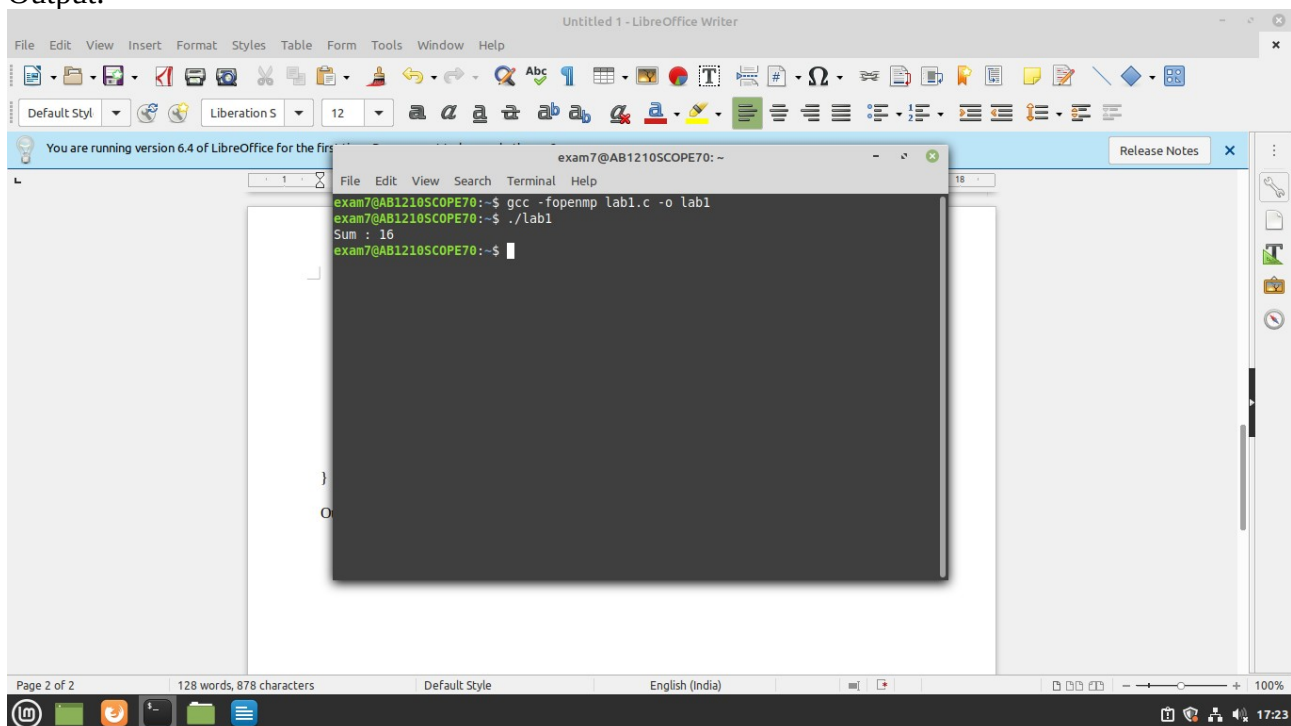 Output:
Untitled 1 - LibreOffice Writer
File Edit View Insert Format Styles Table Form Tools Window Help
Default Styl Liberation S 12
You are running version 6.4 of LibreOffice for the firs
Release Notes
exam7@AB1210SCOPE70: ~
File Edit View Search Terminal Help
1
18
exam7@AB1210SCOPE70:~$ gcc -fopenmp lab1.c -o lab1
exam7@AB1210SCOPE70:~$ ./lab1
Sum : 16
exam7@AB1210SCOPE70:~$
}
Page 2 of 2 128 words, 878 characters Default Style English (India) 100%
17:23